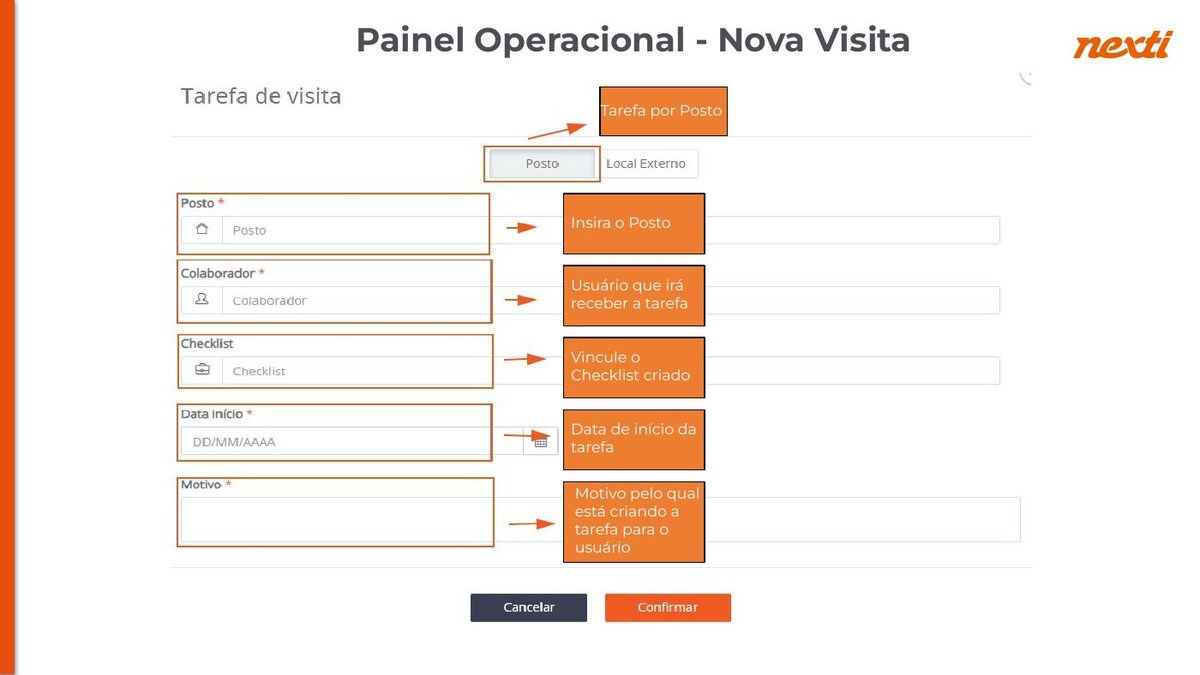 Painel Operacional - Nova Visita
nexti
Tarefa de visita
Tarefa por Posto
Posto
Local Externo
Posto *
Posto
Insira o Posto
Colaborador *
Colaborador
Usuário que irá
receber a tarefa
Checklist
Checklist
Vincule o
Checklist criado
Data início *
DD/MM/AAAA
Data de início da
tarefa
Motivo *
Motivo pelo qual
está criando a
tarefa para o
usuário
Cancelar
Confirmar